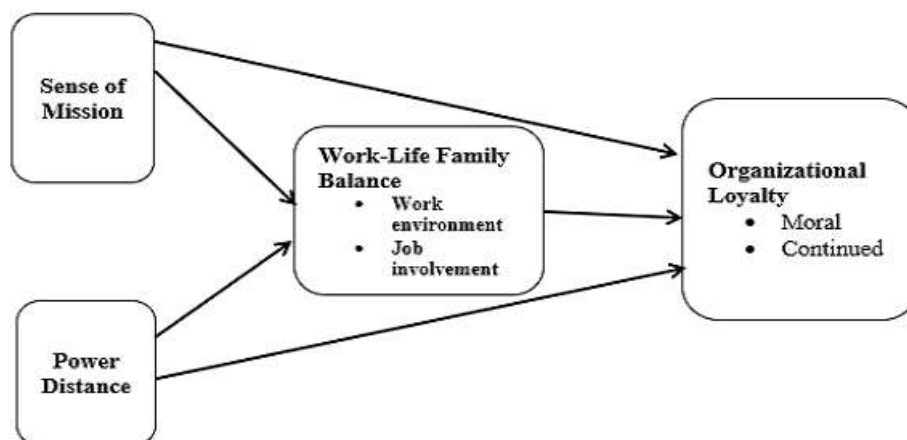 Sense of
Mission
Work-Life Family
Balance
• Work
environment
• Job
involvement
Organizational
Loyalty
• Moral
• Continued
Power
Distance